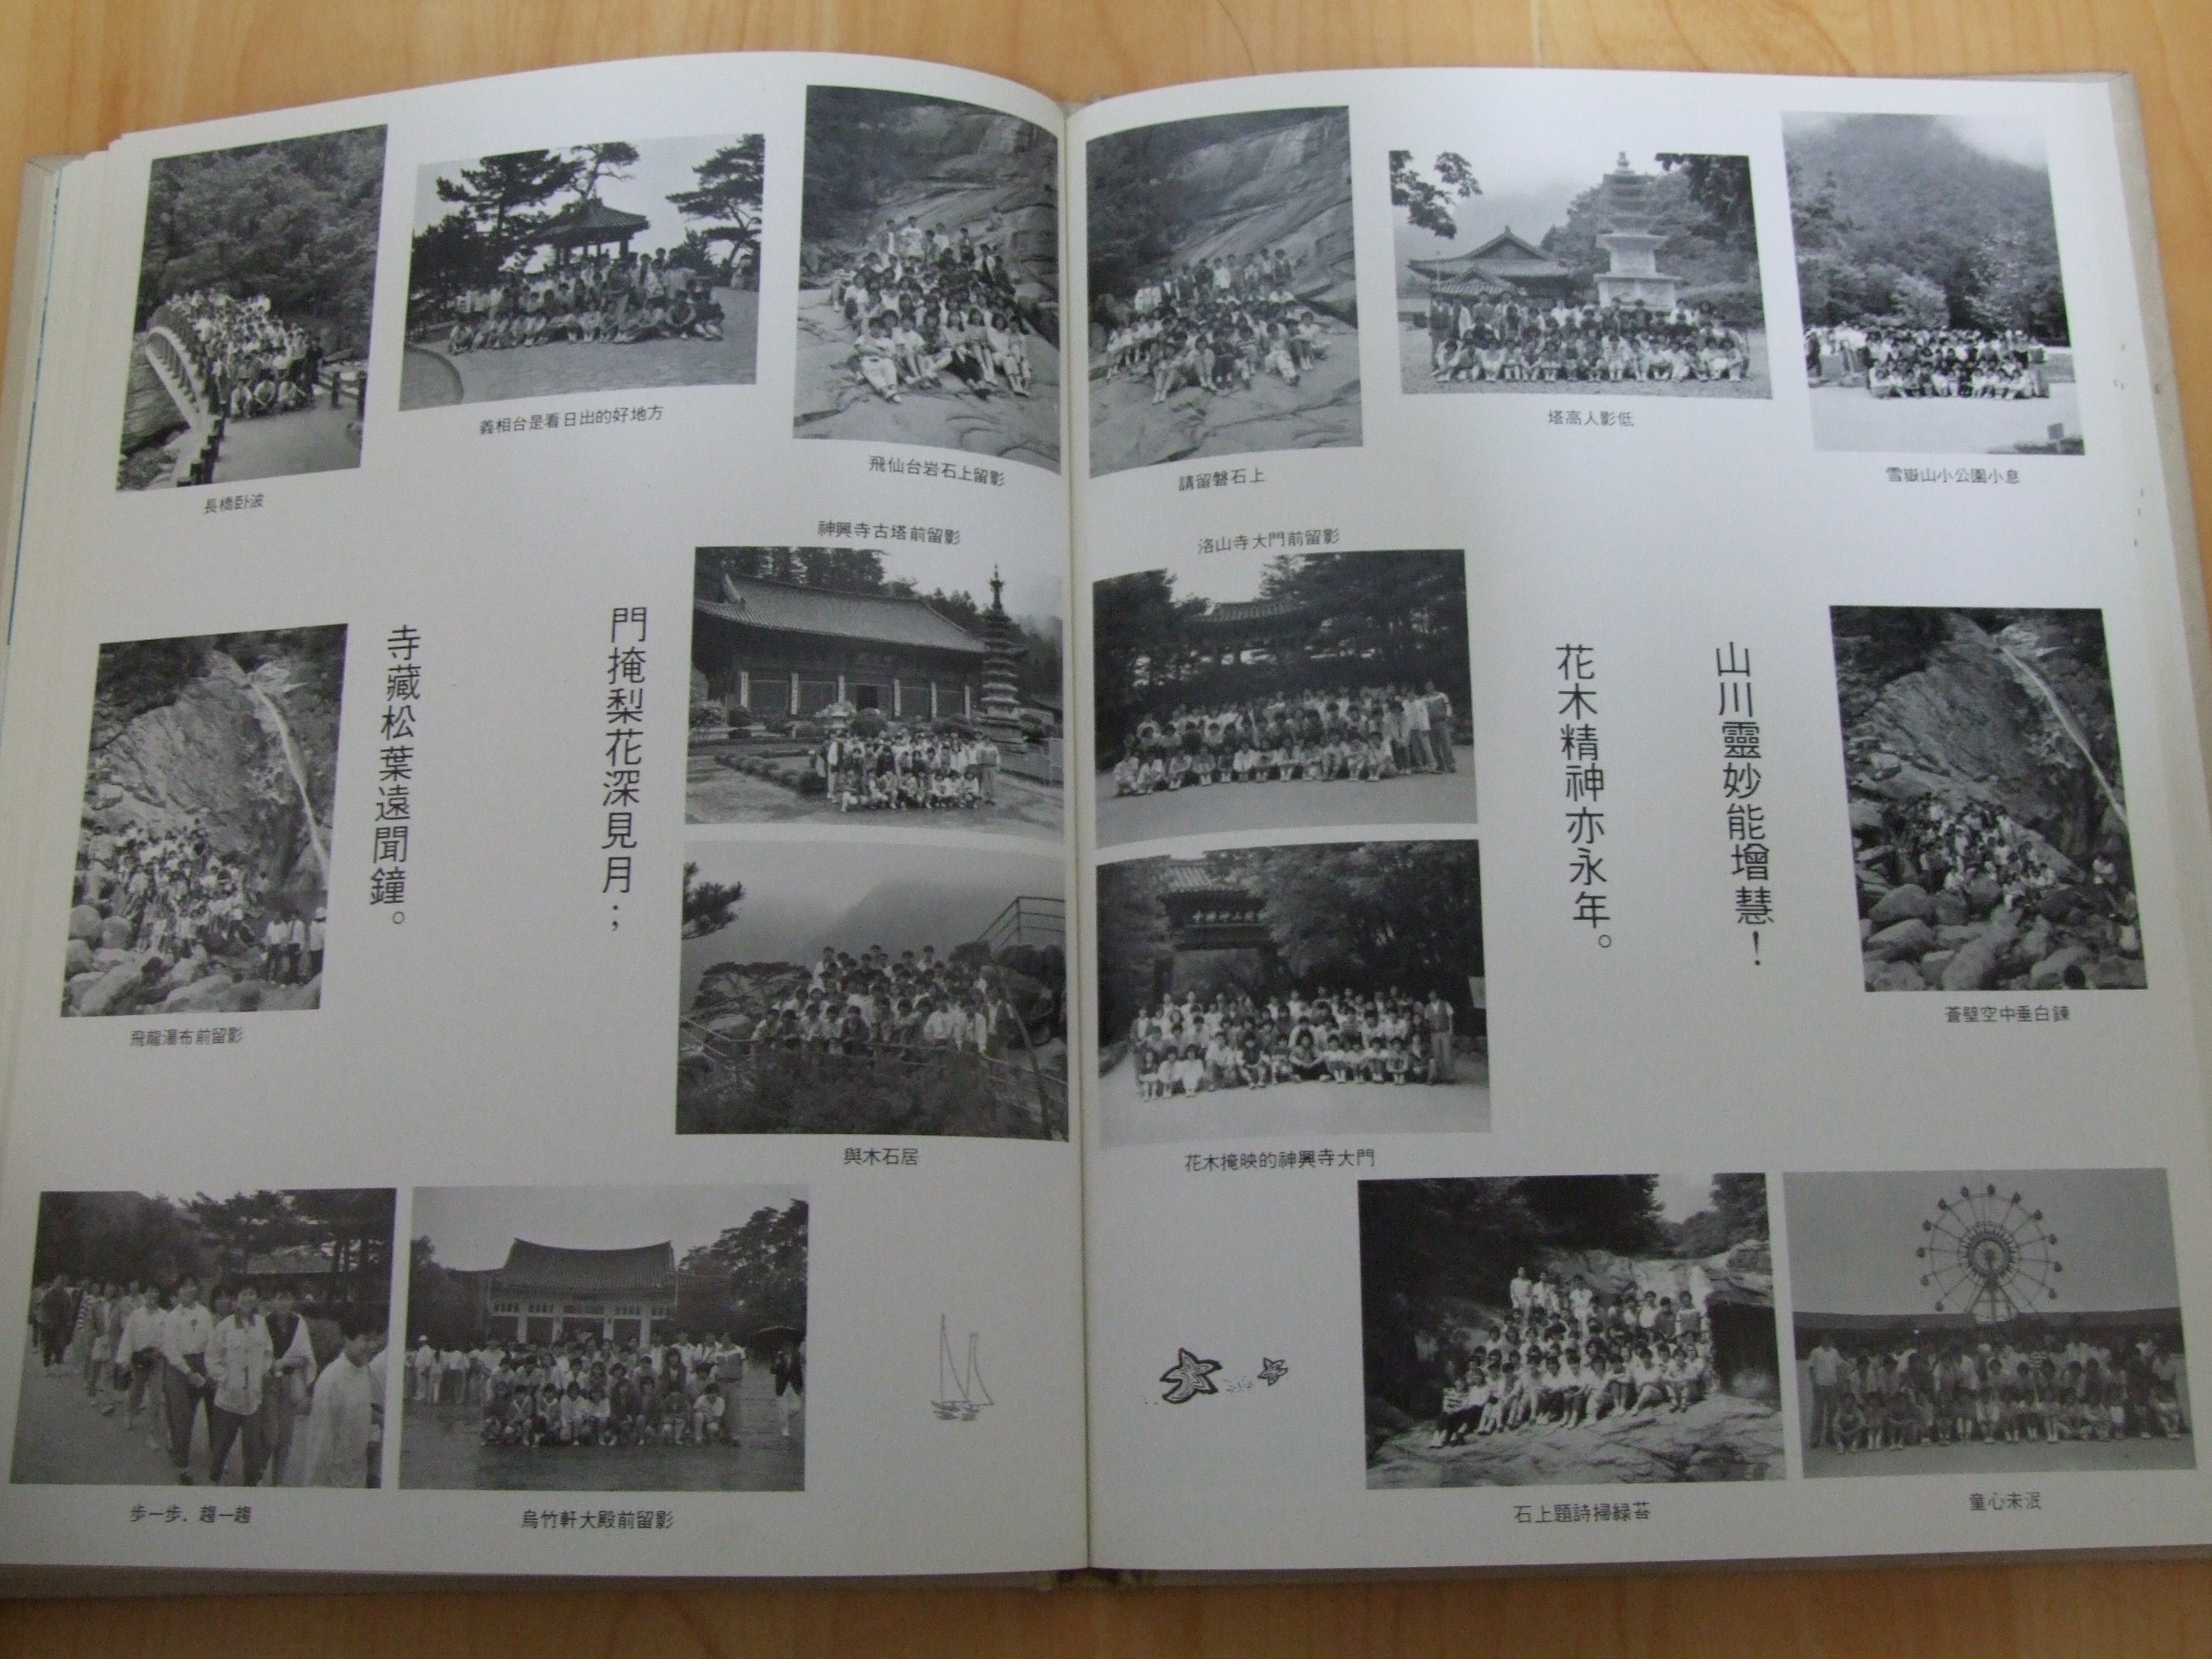 長橋卧波
義相台是看日出的好地方
飛仙台岩石上留影
神興寺古塔前留影
門掩梨花深見月；
寺藏松葉遠聞鐘。
飛龍瀑布前留影
與木石居
步一步．趨一趨
烏竹軒大殿前留影
請留磐石上
塔高人影低
雪嶽山小公園小息
洛山寺大門前留影
山川靈妙能增慧！
花木精神亦永年。
蒼壁空中垂白鍊
花木掩映的神興寺大門
石上題詩掃緑苔
童心未泯